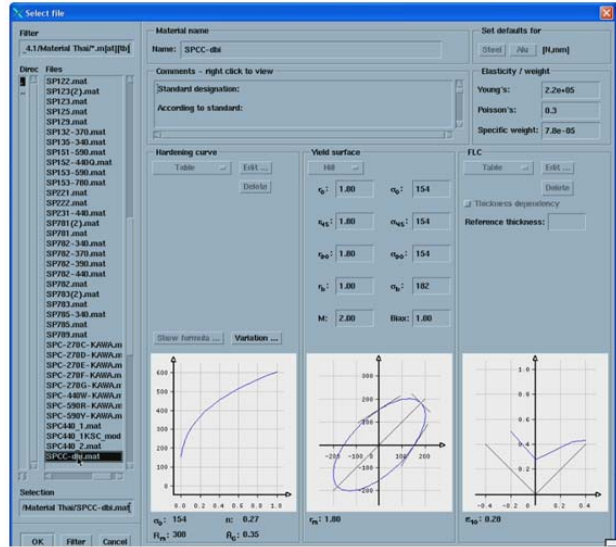 Select file
Filter
_4.1/Material Thai/*.m[at][tb]
Direc Files
SP122.mat
SP123(2).mat
SP123.mat
SP125.mat
SP129.mat
SP132-370.mat
SP135-340.mat
SP151-590.mat
SP152-440Q.mat
SP153-590.mat
SP153-780.mat
SP221.mat
SP222.mat
SP231-440.mat
SP781(2).mat
SP781.mat
SP782-340.mat
SP782-370.mat
SP782-390.mat
SP782-440.mat
SP782.mat
SP783(2).mat
SP783.mat
SP785-340.mat
SP785.mat
SP789.mat
SPC-270C-KAWA.m
SPC-270D-KAWA.m
SPC-270E-KAWA.m
SPC-270F-KAWA.m
SPC-270G-KAWA.m
SPC-440W-KAWA.m
SPC-590R-KAWA.m
SPC-590Y-KAWA.m
SPC440_1.mat
SPC440_1KSC_mod
SPC440_2.mat
SPCC-dbi.mat
Selection
/Material Thai/SPCC-dbi.mat
OK Filter Cancel
Material name
Name: SPCC-dbi
Set defaults for
Steel Alu [N,mm]
Comments - right click to view
Standard designation:
According to standard:
Elasticity / weight
Young's: 2.2e+05
Poisson's: 0.3
Specific weight: 7.8e-05
Hardening curve
Table Edit ...
Delete
Show formula ... Variation ...
600
400
300
200
100
0.0 0.2 0.4 0.6 0.8 1.0
σ₀: 154 n: 0.27
Rm: 308 AG: 0.35
Yield surface
Hill
r₀: 1.80 σ₀: 154
r₄₅: 1.80 σ₄₅: 154
r₉₀: 1.80 σ₉₀: 154
rb: 1.00 σb: 182
M: 2.00 Biax: 1.00
300
-200 100 200
-200
rm: 1.80
FLC
Table Edit ...
Delete
Thickness dependency
Reference thickness:
1.0
0.8
0.6
0.4
-0.4 -0.2 0.2 0.4
ε₁₀: 0.28